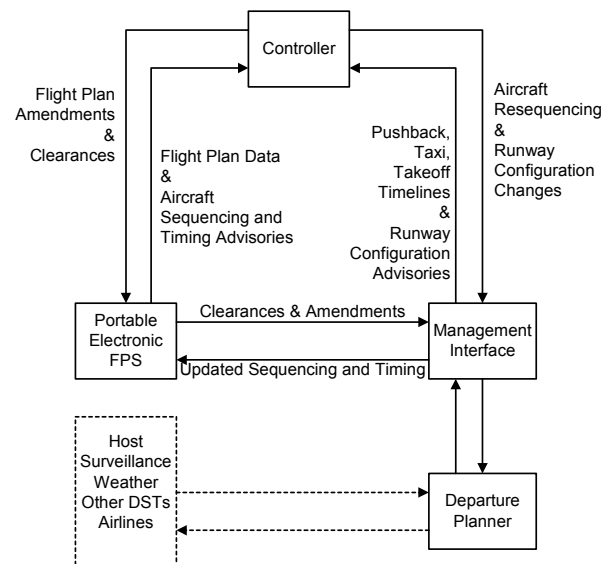 Controller
Flight Plan
Amendments
&
Clearances
Flight Plan Data
&
Aircraft
Sequencing and
Timing Advisories
Pushback,
Taxi,
Takeoff
Timelines
&
Runway
Configuration
Advisories
Aircraft
Resequencing
&
Runway
Configuration
Changes
Portable
Electronic
FPS
Clearances & Amendments
Updated Sequencing and Timing
Management
Interface
Host
Surveillance
Weather
Other DSTs
Airlines
Departure
Planner